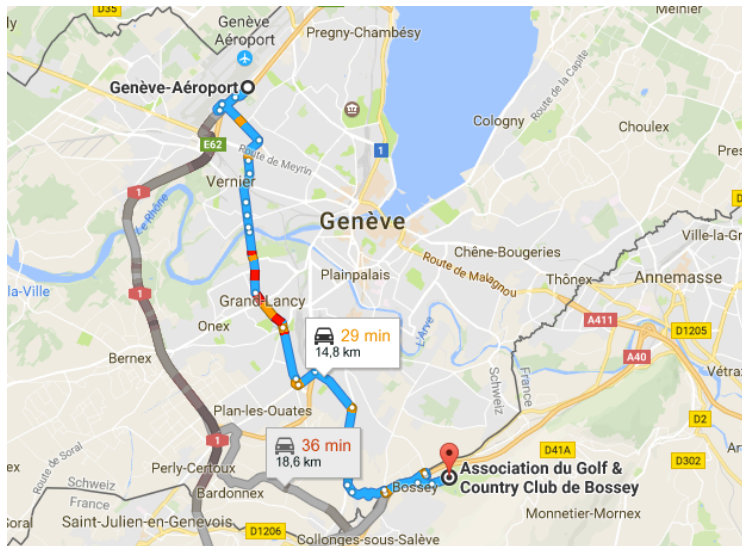 D35
Meinier
Genève
Aéroport
Pregny-Chambésy
Genève-Aéroport
Route de la Capite
Cologny
Choulex
Pres
E62
1
Route de Meyrin
Vernier
1
Le Rhône
Genève
Chêne-Bougeries
Ville-la-Gr
Route de Malagnou
Thônex
Annemasse
la-Ville
Plainpalais
1
Grand-Lancy
Onex
L'Arve
A411
D1205
29 min
14,8 km
A40
Bernex
France
Schweiz
Vétra
Plan-les-Ouates
D2
1
36 min
18,6 km
D41A
D302
Route de Soral
Perly-Certoux
Association du Golf &
Country Club de Bossey
Bossey
Schweiz
France
Bardonnex
Monnetier-Mornex
Soral
Saint-Julien-en-Genevois
D1206
Collonges-sous-Salève